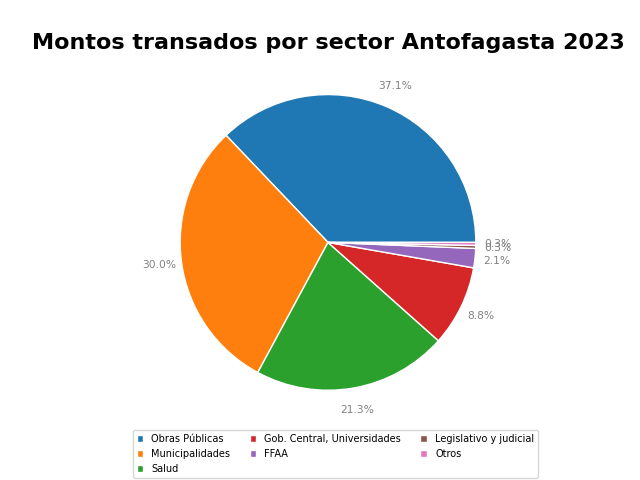 Montos transados por sector Antofagasta 2023
37.1%
30.0%
21.3%
8.8%
2.1%
0.3%
0.3%
Obras Públicas
Municipalidades
Salud
Gob. Central, Universidades
FFAA
Legislativo y judicial
Otros